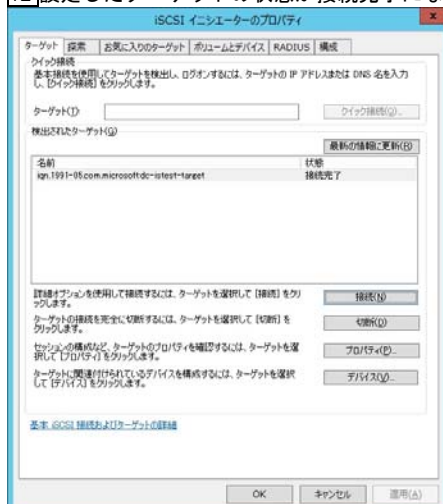 iSCSI イニシエーターのプロパティ
ターゲット 探索 お気に入りのターゲット ボリュームとデバイス RADIUS 構成
クイック接続
基本接続を使用してターゲットを検出し、ログオンするには、ターゲットの IP アドレスまたは DNS 名を入力
し、[クイック接続] をクリックします。
ターゲット(T): クイック接続(Q)...
検出されたターゲット(G)
最新の情報に更新(R)
名前 状態
iqn.1991-05.com.microsoft:dc-istest-target 接続完了
詳細オプションを使用して接続するには、ターゲットを選択して [接続] をクリ
ックします。 接続(N)
ターゲットの接続を完全に切断するには、ターゲットを選択して [切断] を
クリックします。 切断(D)
セッションの構成など、ターゲットのプロパティを確認するには、ターゲットを選
択して [プロパティ] をクリックします。 プロパティ(P)...
ターゲットに関連付けられているデバイスを構成するには、ターゲットを選択
して [デバイス] をクリックします。 デバイス(V)...
基本 iSCSI 接続およびターゲットの詳細
OK キャンセル 適用(A)